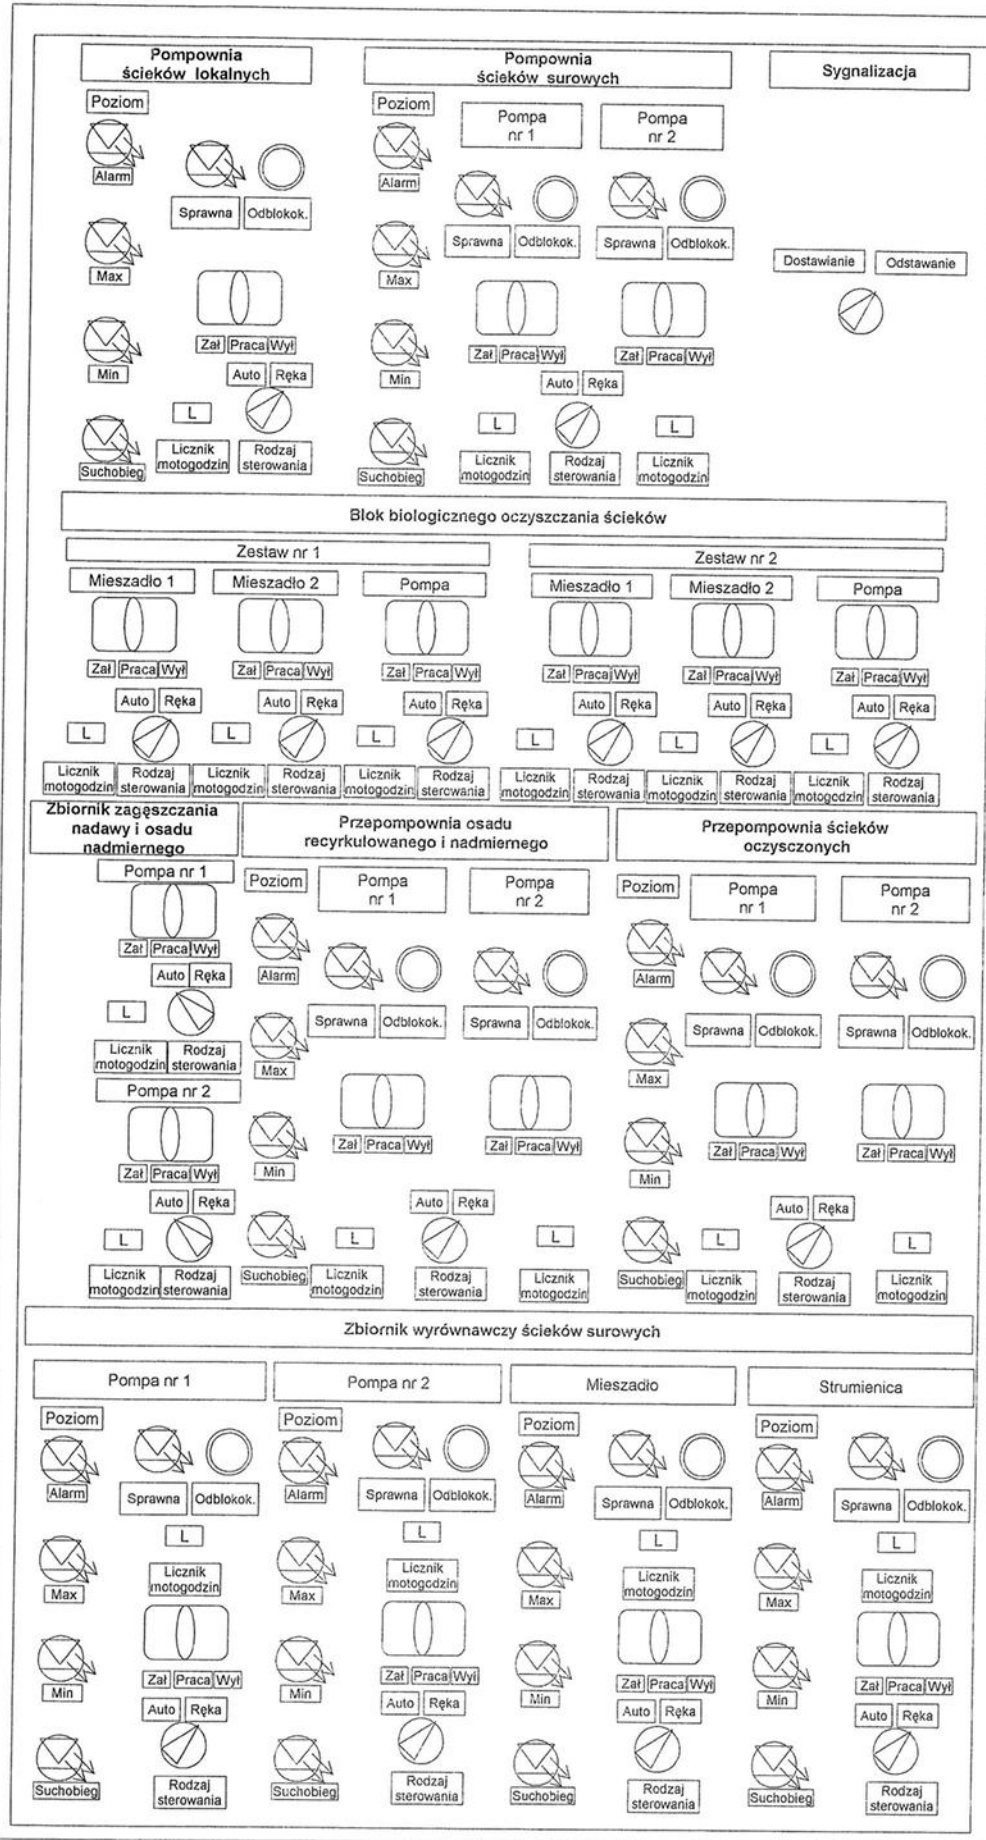 Pompownia
ścieków lokalnych
Poziom
Alarm
Sprawna Odblokok.
Max
Zał Praca Wył
Min
Auto Ręka
L
Suchobieg
Licznik
motogodzin
Rodzaj
sterowania
Pompownia
ścieków surowych
Poziom
Pompa
nr 1
Pompa
nr 2
Alarm
Sprawna Odblokok. Sprawna Odblokok.
Max
Zał Praca Wył Zał Praca Wył
Min
Auto Ręka
L L
Suchobieg
Licznik
motogodzin
Rodzaj
sterowania
Licznik
motogodzin
Sygnalizacja
Dostawianie Odstawanie
Blok biologicznego oczyszczania ścieków
Zestaw nr 1
Mieszadło 1 Mieszadło 2 Pompa
Zał Praca Wył Zał Praca Wył Zał Praca Wył
Auto Ręka Auto Ręka Auto Ręka
L L L
Licznik
motogodzin
Rodzaj
sterowania
Licznik
motogodzin
Rodzaj
sterowania
Licznik
motogodzin
Rodzaj
sterowania
Zestaw nr 2
Mieszadło 1 Mieszadło 2 Pompa
Zał Praca Wył Zał Praca Wył Zał Praca Wył
Auto Ręka Auto Ręka Auto Ręka
L L L
Licznik
motogodzin
Rodzaj
sterowania
Licznik
motogodzin
Rodzaj
sterowania
Licznik
motogodzin
Rodzaj
sterowania
Zbiornik zagęszczania
nadawy i osadu
nadmiernego
Pompa nr 1
Zał Praca Wył
Auto Ręka
L
Licznik
motogodzin
Rodzaj
sterowania
Pompa nr 2
Zał Praca Wył
Auto Ręka
L
Licznik
motogodzin
Rodzaj
sterowania
Przepompownia osadu
recyrkulowanego i nadmiernego
Poziom
Pompa
nr 1
Pompa
nr 2
Alarm
Sprawna Odblokok. Sprawna Odblokok.
Max
Zał Praca Wył Zał Praca Wył
Min
Auto Ręka
L L
Suchobieg
Licznik
motogodzin
Rodzaj
sterowania
Licznik
motogodzin
Przepompownia ścieków
oczysczonych
Poziom
Pompa
nr 1
Pompa
nr 2
Alarm
Sprawna Odblokok. Sprawna Odblokok.
Max
Zał Praca Wył Zał Praca Wył
Min
Auto Ręka
L L
Suchobieg
Licznik
motogodzin
Rodzaj
sterowania
Licznik
motogodzin
Zbiornik wyrównawczy ścieków surowych
Pompa nr 1
Poziom
Alarm
Sprawna Odblokok.
L
Licznik
motogodzin
Max
Zał Praca Wył
Min
Auto Ręka
Suchobieg
Rodzaj
sterowania
Pompa nr 2
Poziom
Alarm
Sprawna Odblokok.
L
Licznik
motogodzin
Max
Zał Praca Wył
Min
Auto Ręka
Suchobieg
Rodzaj
sterowania
Mieszadło
Poziom
Alarm
Sprawna Odblokok.
L
Licznik
motogodzin
Max
Zał Praca Wył
Min
Auto Ręka
Suchobieg
Rodzaj
sterowania
Strumienica
Poziom
Alarm
Sprawna Odblokok.
L
Licznik
motogodzin
Max
Zał Praca Wył
Min
Auto Ręka
Suchobieg
Rodzaj
sterowania